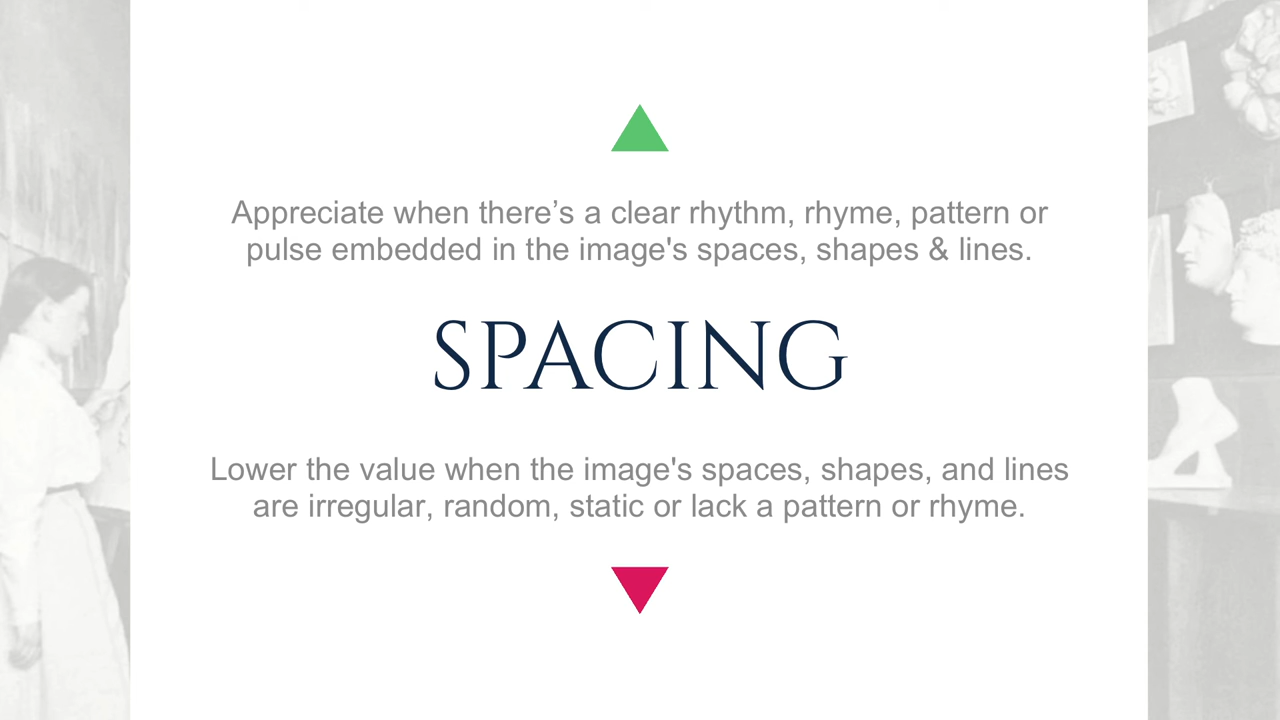 Appreciate when there’s a clear rhythm, rhyme, pattern or
pulse embedded in the image's spaces, shapes & lines.
SPACING
Lower the value when the image's spaces, shapes, and lines
are irregular, random, static or lack a pattern or rhyme.